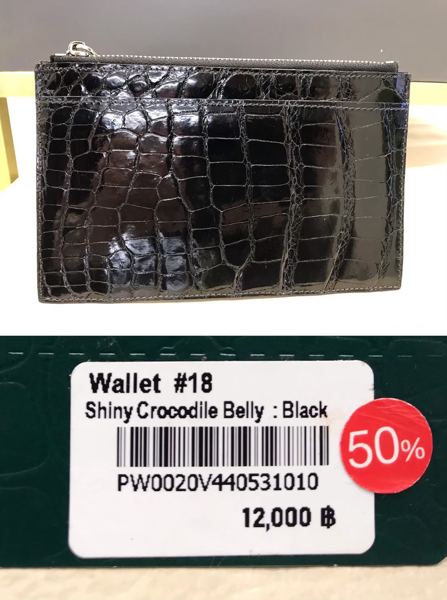 Wallet #18
Shiny Crocodile Belly : Black
50%
PW0020V440531010
12,000 ฿